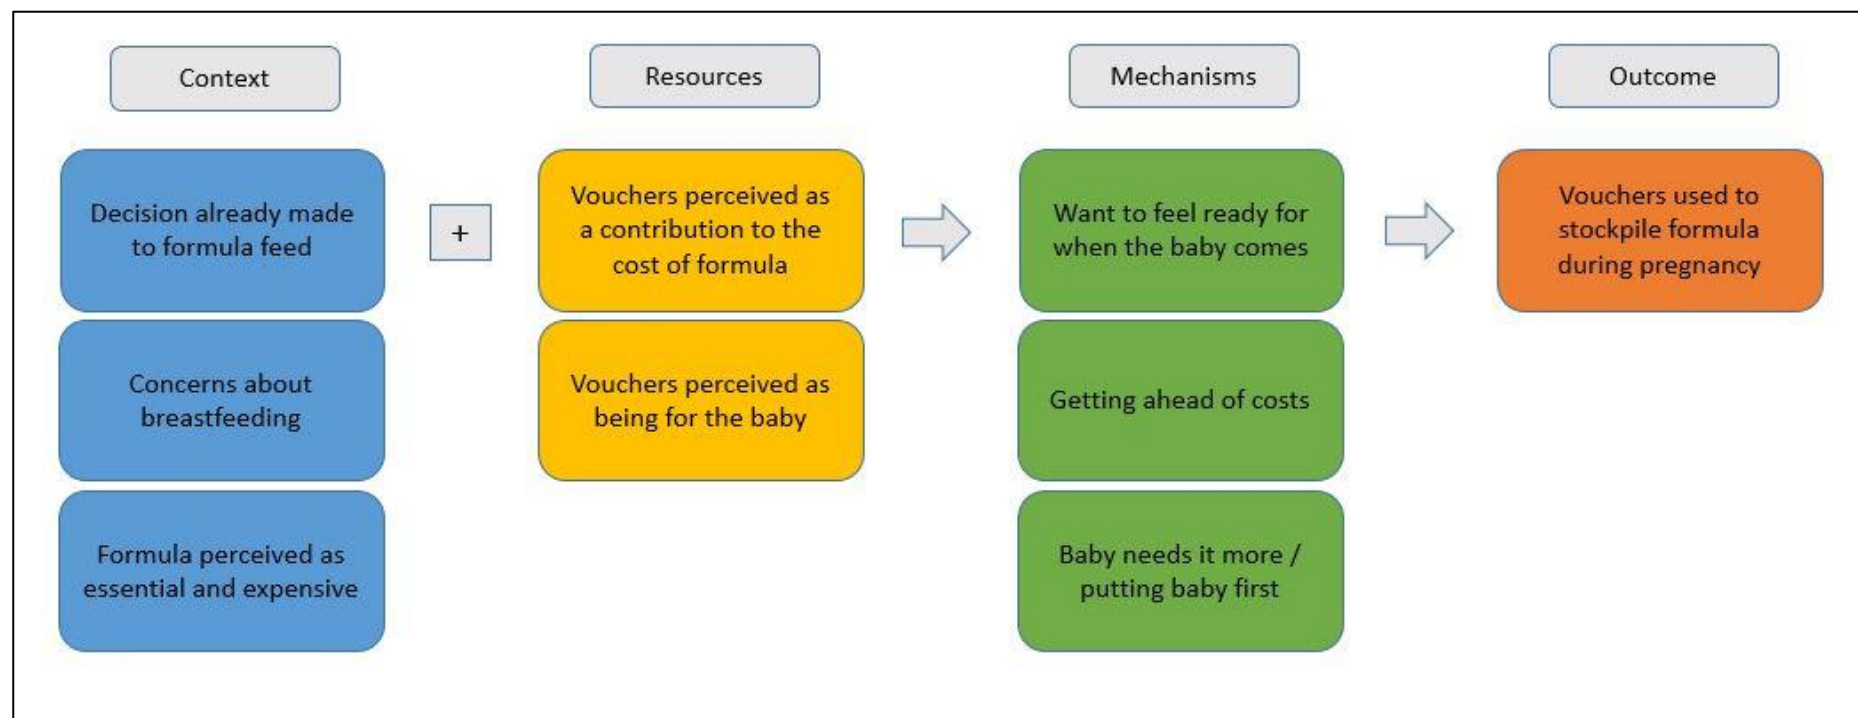 Context
Resources
Mechanisms
Outcome
Decision already made
to formula feed
+
Vouchers perceived as
a contribution to the
cost of formula
Want to feel ready for
when the baby comes
Vouchers used to
stockpile formula
during pregnancy
Concerns about
breastfeeding
Vouchers perceived as
being for the baby
Getting ahead of costs
Formula perceived as
essential and expensive
Baby needs it more /
putting baby first